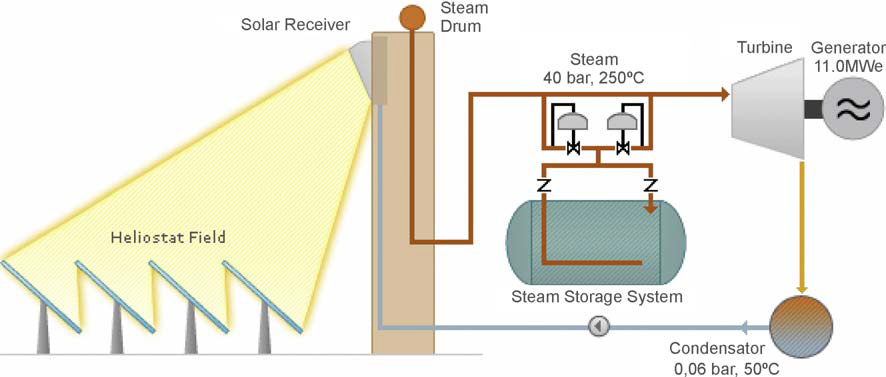 Solar Receiver
Steam
Drum
Steam
40 bar, 250ºC
Turbine
Generator
11.0MWe
Heliostat Field
Steam Storage System
Condensator
0,06 bar, 50ºC